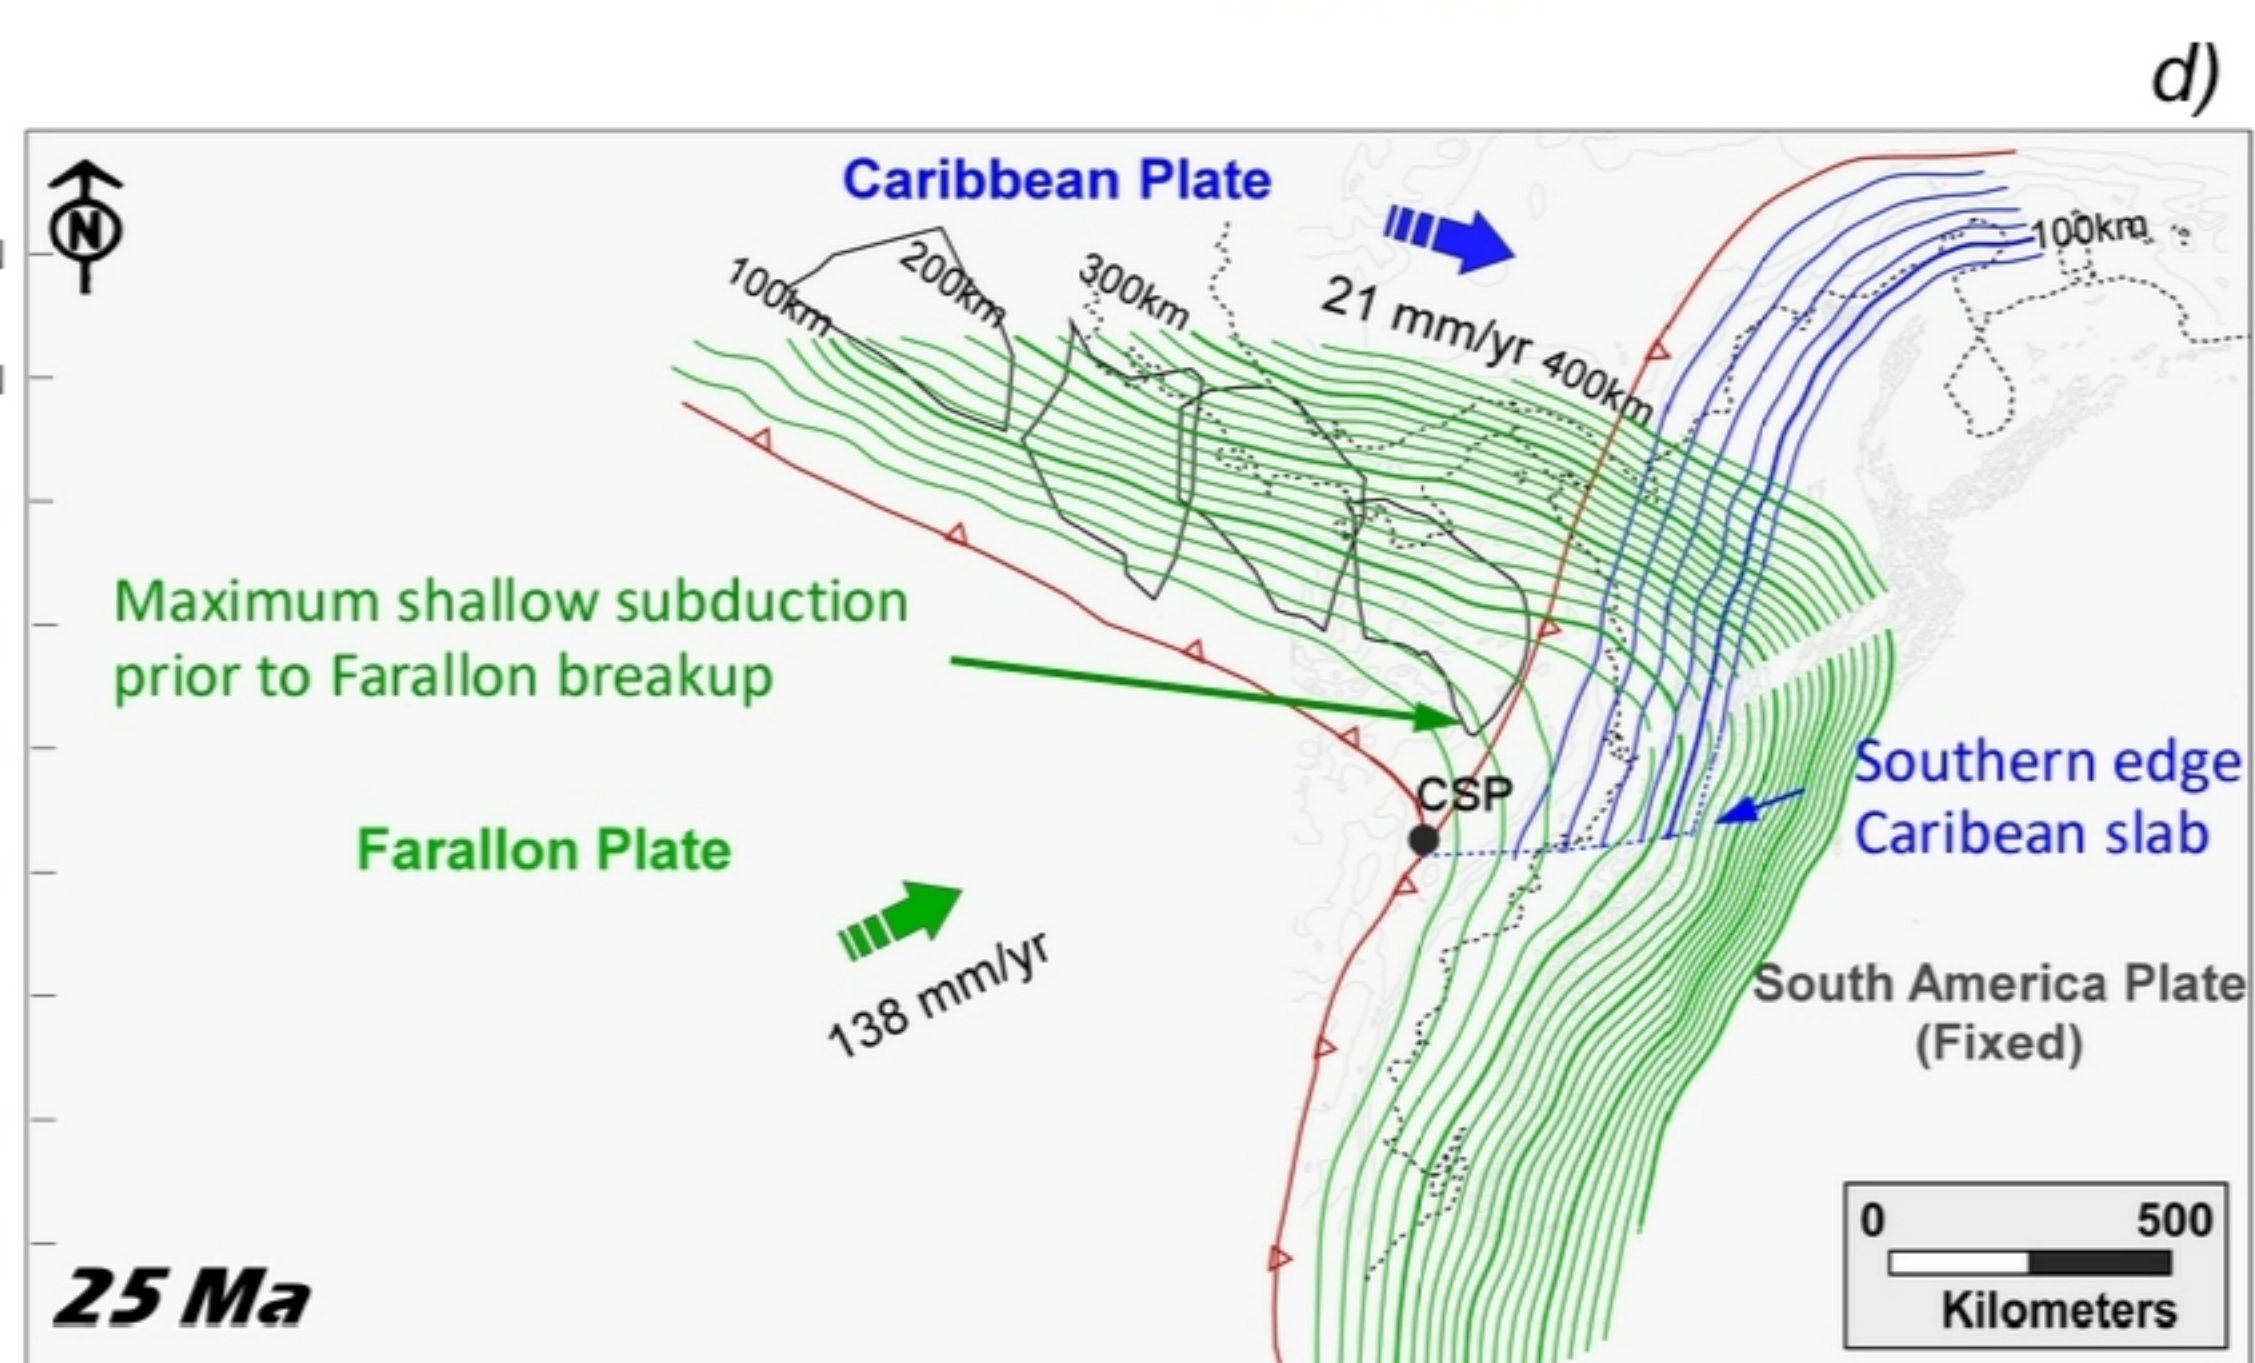 d)
N
Caribbean Plate
100km
200km
300km
21 mm/yr
400km
100km
Maximum shallow subduction
prior to Farallon breakup
CSP
Southern edge
Caribean slab
Farallon Plate
138 mm/yr
South America Plate
(Fixed)
0 500
Kilometers
25 Ma